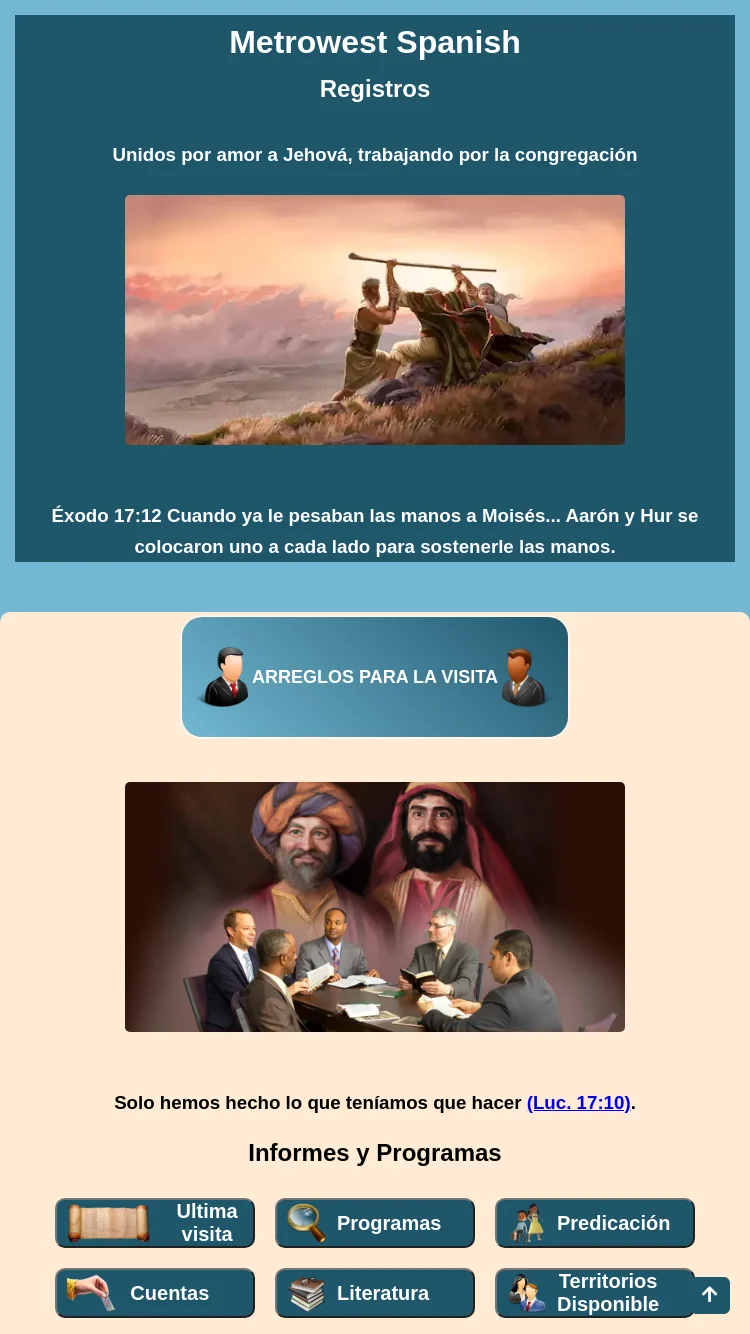 Metrowest Spanish
Registros
Unidos por amor a Jehová, trabajando por la congregación
Éxodo 17:12 Cuando ya le pesaban las manos a Moisés... Aarón y Hur se
colocaron uno a cada lado para sostenerle las manos.
ARREGLOS PARA LA VISITA
Solo hemos hecho lo que teníamos que hacer (Luc. 17:10).
Informes y Programas
Ultima
visita
Programas
Predicación
Cuentas
Literatura
Territorios
Disponible